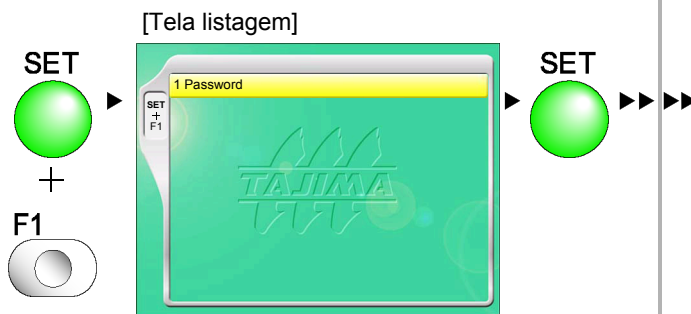 [Tela listagem]
SET
1 Password
SET
+
F1
TAJIMA
SET
+
F1